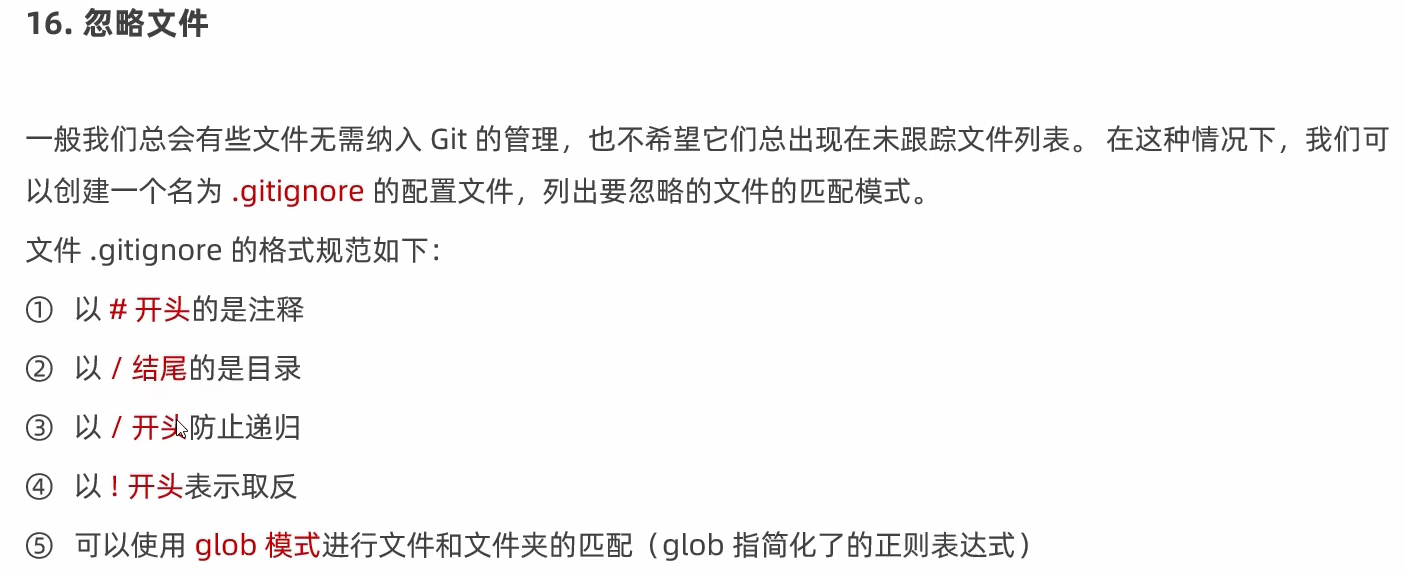 16. 忽略文件
一般我们总会有些文件无需纳入 Git 的管理，也不希望它们总出现在未跟踪文件列表。 在这种情况下，我们可
以创建一个名为 .gitignore 的配置文件，列出要忽略的文件的匹配模式。
文件 .gitignore 的格式规范如下：
① 以 # 开头的是注释
② 以 / 结尾的是目录
③ 以 / 开头防止递归
④ 以 ! 开头表示取反
⑤ 可以使用 glob 模式进行文件和文件夹的匹配（glob 指简化了的正则表达式）